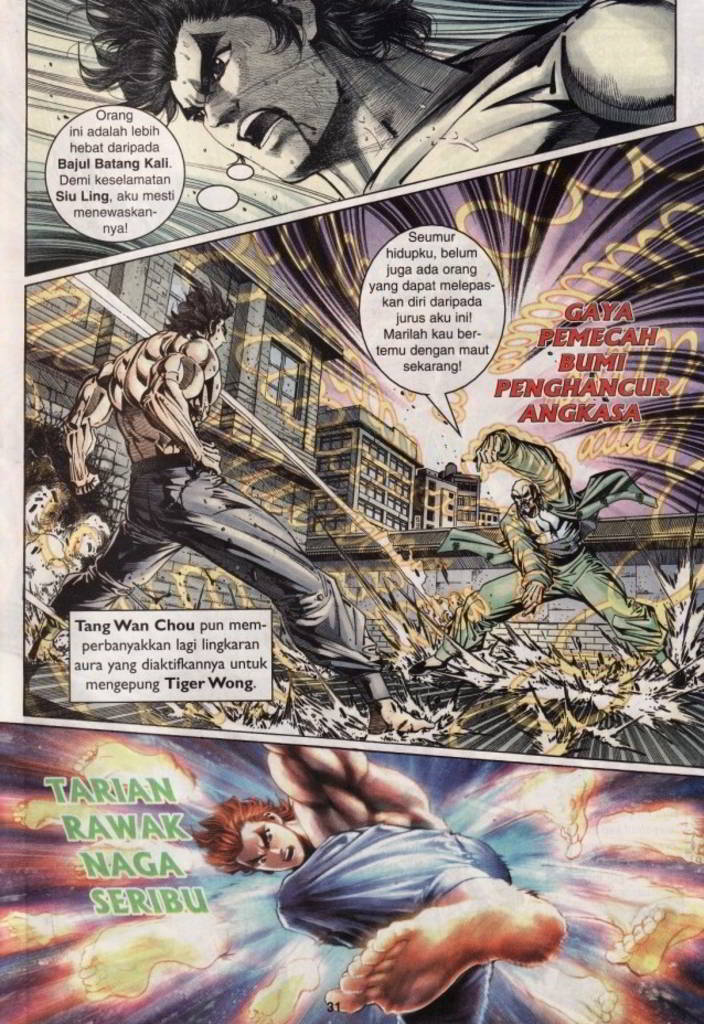 Orang
ini adalah lebih
hebat daripada
Bajul Batang Kali.
Demi keselamatan
Siu Ling, aku mesti
menewaskan-
nya!
Seumur
hidupku, belum
juga ada orang
yang dapat melepas-
kan diri daripada
jurus aku ini!
Marilah kau ber-
temu dengan maut
sekarang!
GAYA
PEMECAH
BUMI
PENGHANCUR
ANGKASA
Tang Wan Chou pun mem-
perbanyakkan lagi lingkaran
aura yang diaktifkannya untuk
mengepung Tiger Wong.
TARIAN
RAWAK
NAGA
SERIBU
31